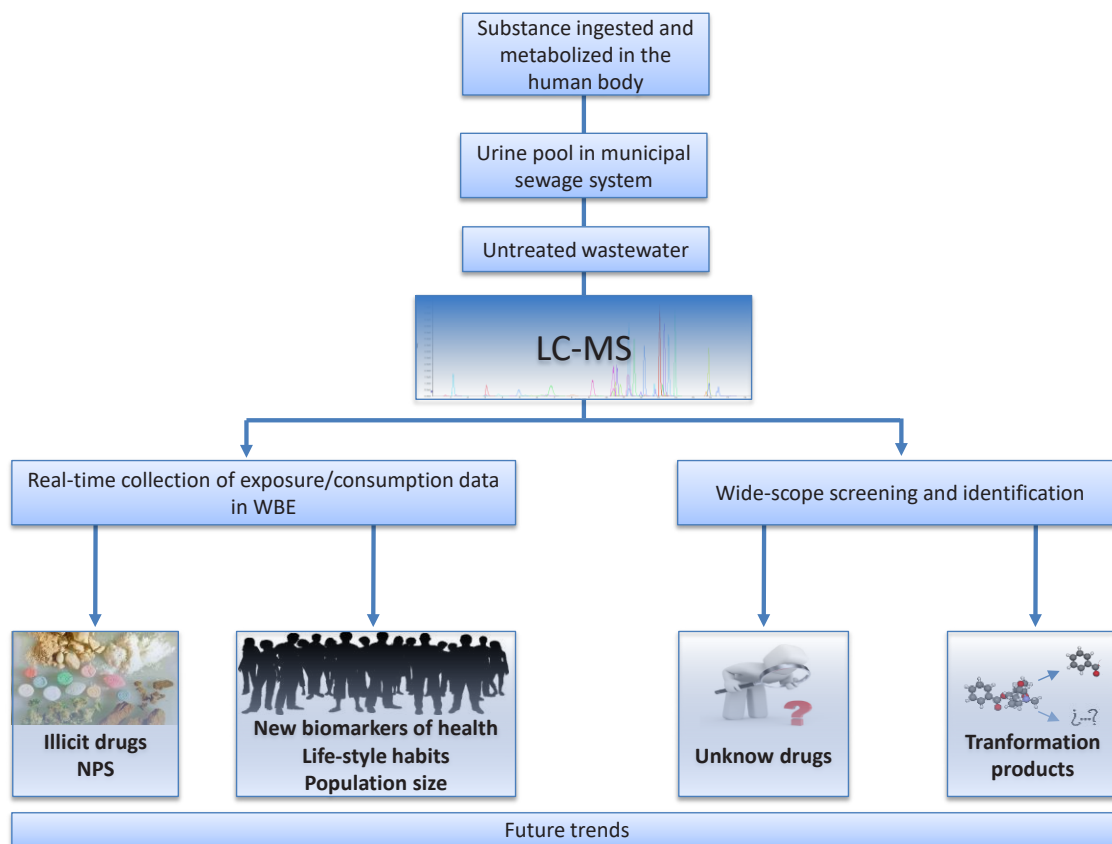 Substance ingested and
metabolized in the
human body
Urine pool in municipal
sewage system
Untreated wastewater
LC-MS
Real-time collection of exposure/consumption data
in WBE
Wide-scope screening and identification
Illicit drugs
NPS
New biomarkers of health
Life-style habits
Population size
?
Unknow drugs
¿---?
Tranformation
products
Future trends